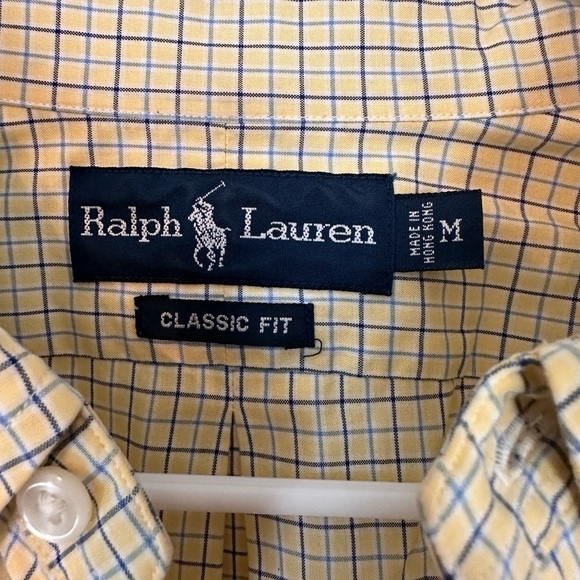 Ralph Lauren
MADE IN
HONG KONG
M
CLASSIC FIT